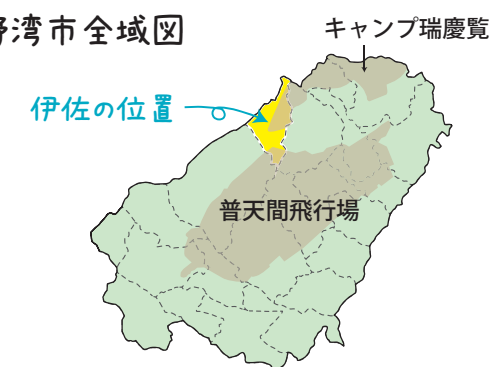 野湾市全域図
キャンプ瑞慶覧
伊佐の位置
普天間飛行場